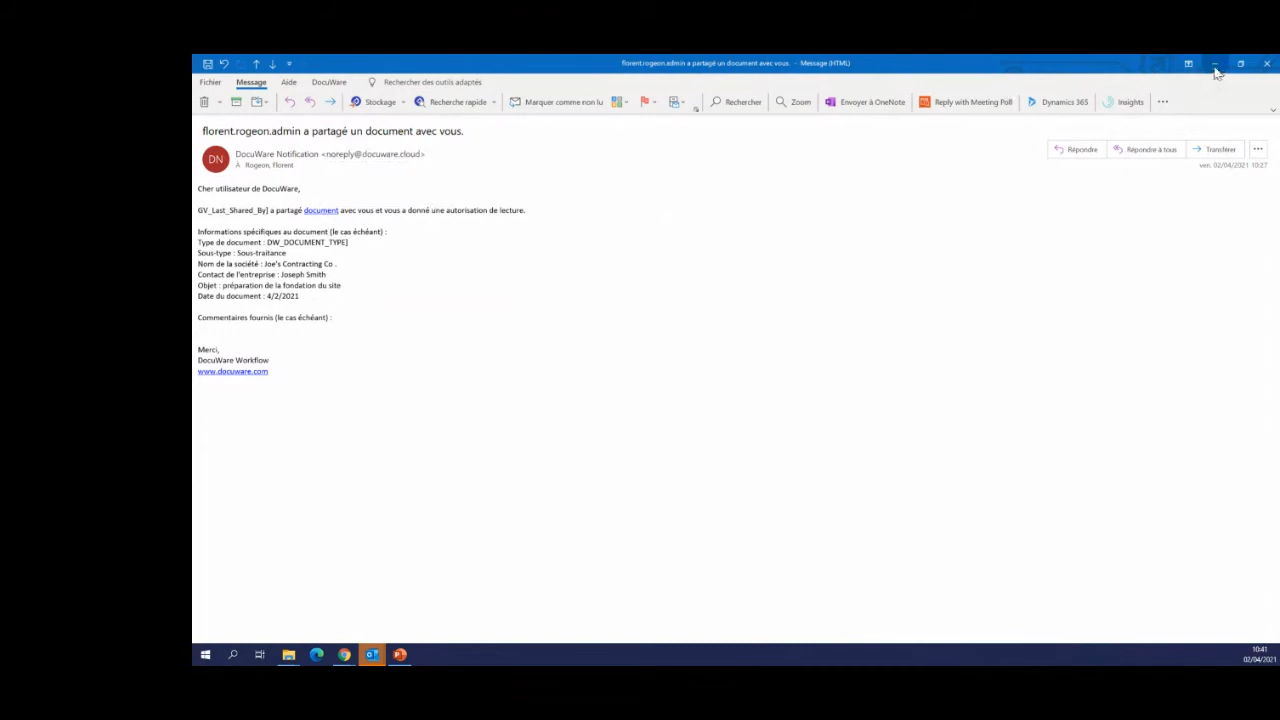 florent.rogeon.admin a partagé un document avec vous. - Message (HTML)
Fichier Message Aide DocuWare Rechercher des outils adaptés
Stockage Recherche rapide Marquer comme non lu Rechercher Zoom Envoyer à OneNote Reply with Meeting Poll Dynamics 365 Insights
florent.rogeon.admin a partagé un document avec vous.
DN
DocuWare Notification <noreply@docuware.cloud>
À Rogeon, Florent
Répondre Répondre à tous Transférer
ven. 02/04/2021 10:27
Cher utilisateur de DocuWare,
GV_Last_Shared_By] a partagé document avec vous et vous a donné une autorisation de lecture.
Informations spécifiques au document (le cas échéant) :
Type de document : DW_DOCUMENT_TYPE]
Sous-type : Sous-traitance
Nom de la société : Joe's Contracting Co .
Contact de l'entreprise : Joseph Smith
Objet : préparation de la fondation du site
Date du document : 4/2/2021
Commentaires fournis (le cas échéant) :
Merci,
DocuWare Workflow
www.docuware.com
10:41
02/04/2021